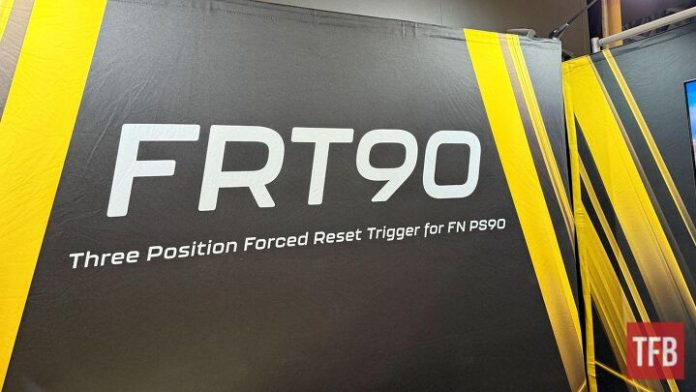 FRT90
Three Position Forced Reset Trigger for FN PS90
TFB